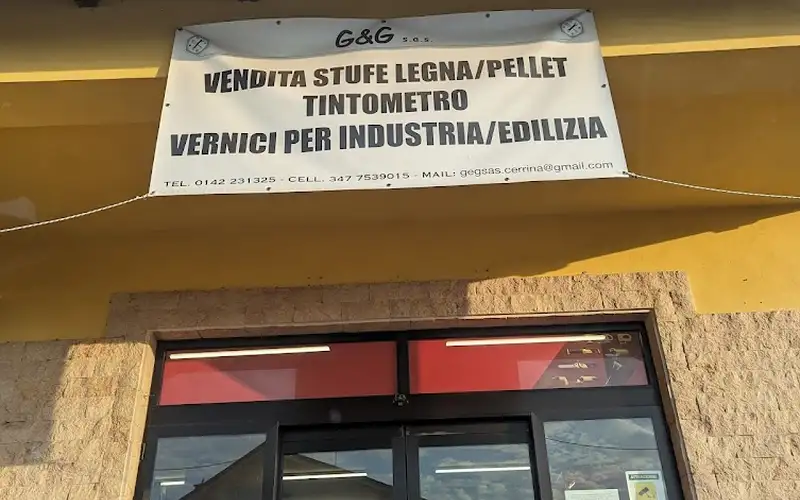 G&G s.a.s.
VENDITA STUFE LEGNA/PELLET
TINTOMETRO
VERNICI PER INDUSTRIA/EDILIZIA
TEL. 0142 231325 - CELL. 347 7539015 - MAIL: gegsas.cerrina@gmail.com